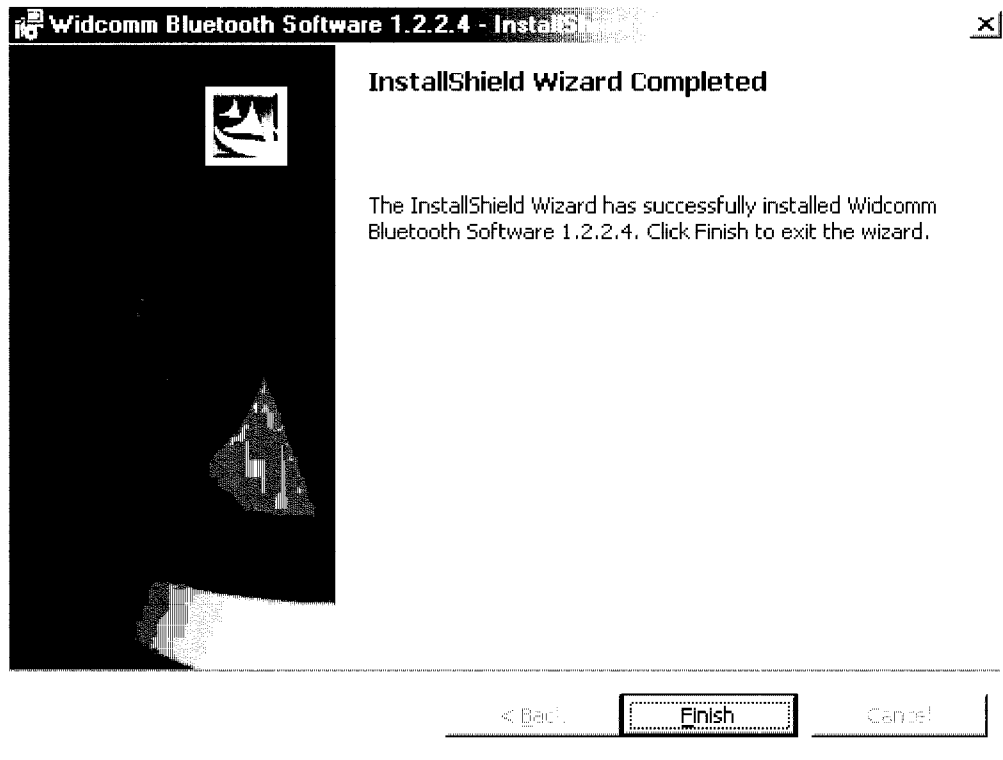 Widcomm Bluetooth Software 1.2.2.4 - InstallSh
InstallShield Wizard Completed
The InstallShield Wizard has successfully installed Widcomm
Bluetooth Software 1.2.2.4. Click Finish to exit the wizard.
< Back
Finish
Cancel